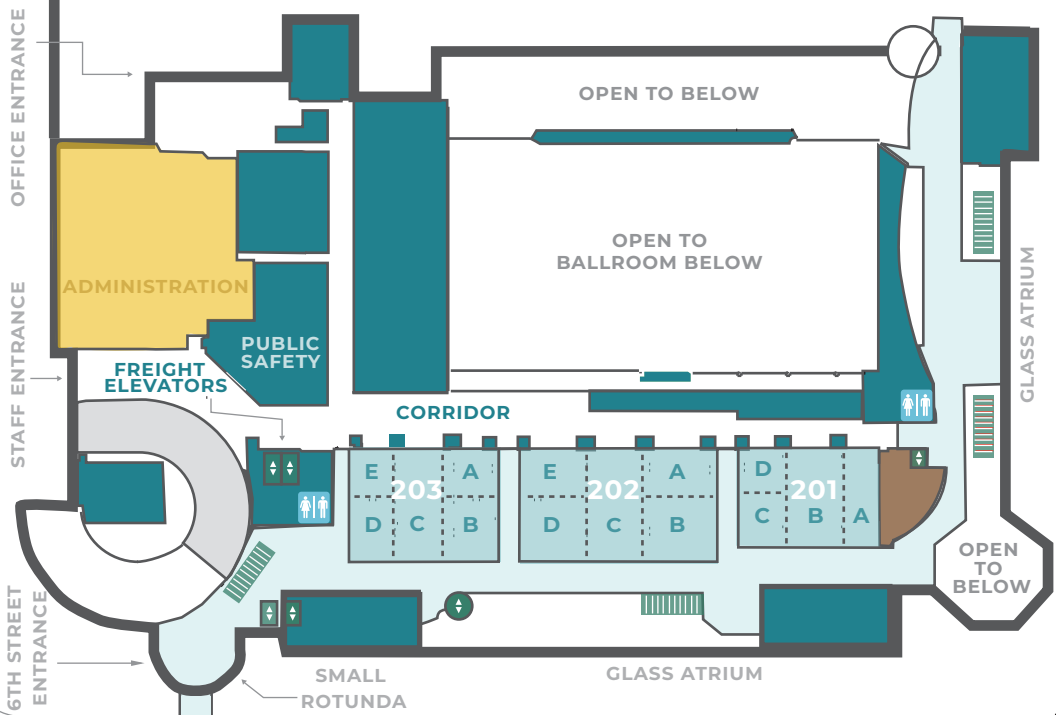 OFFICE ENTRANCE
OPEN TO BELOW
OPEN TO
BALLROOM BELOW
ADMINISTRATION
PUBLIC
SAFETY
GLASS ATRIUM
STAFF ENTRANCE
FREIGHT
ELEVATORS
CORRIDOR
E
A
203
D
C
B
E
A
202
D
C
B
D
201
C
B
A
OPEN
TO
BELOW
6TH STREET
ENTRANCE
SMALL
ROTUNDA
GLASS ATRIUM